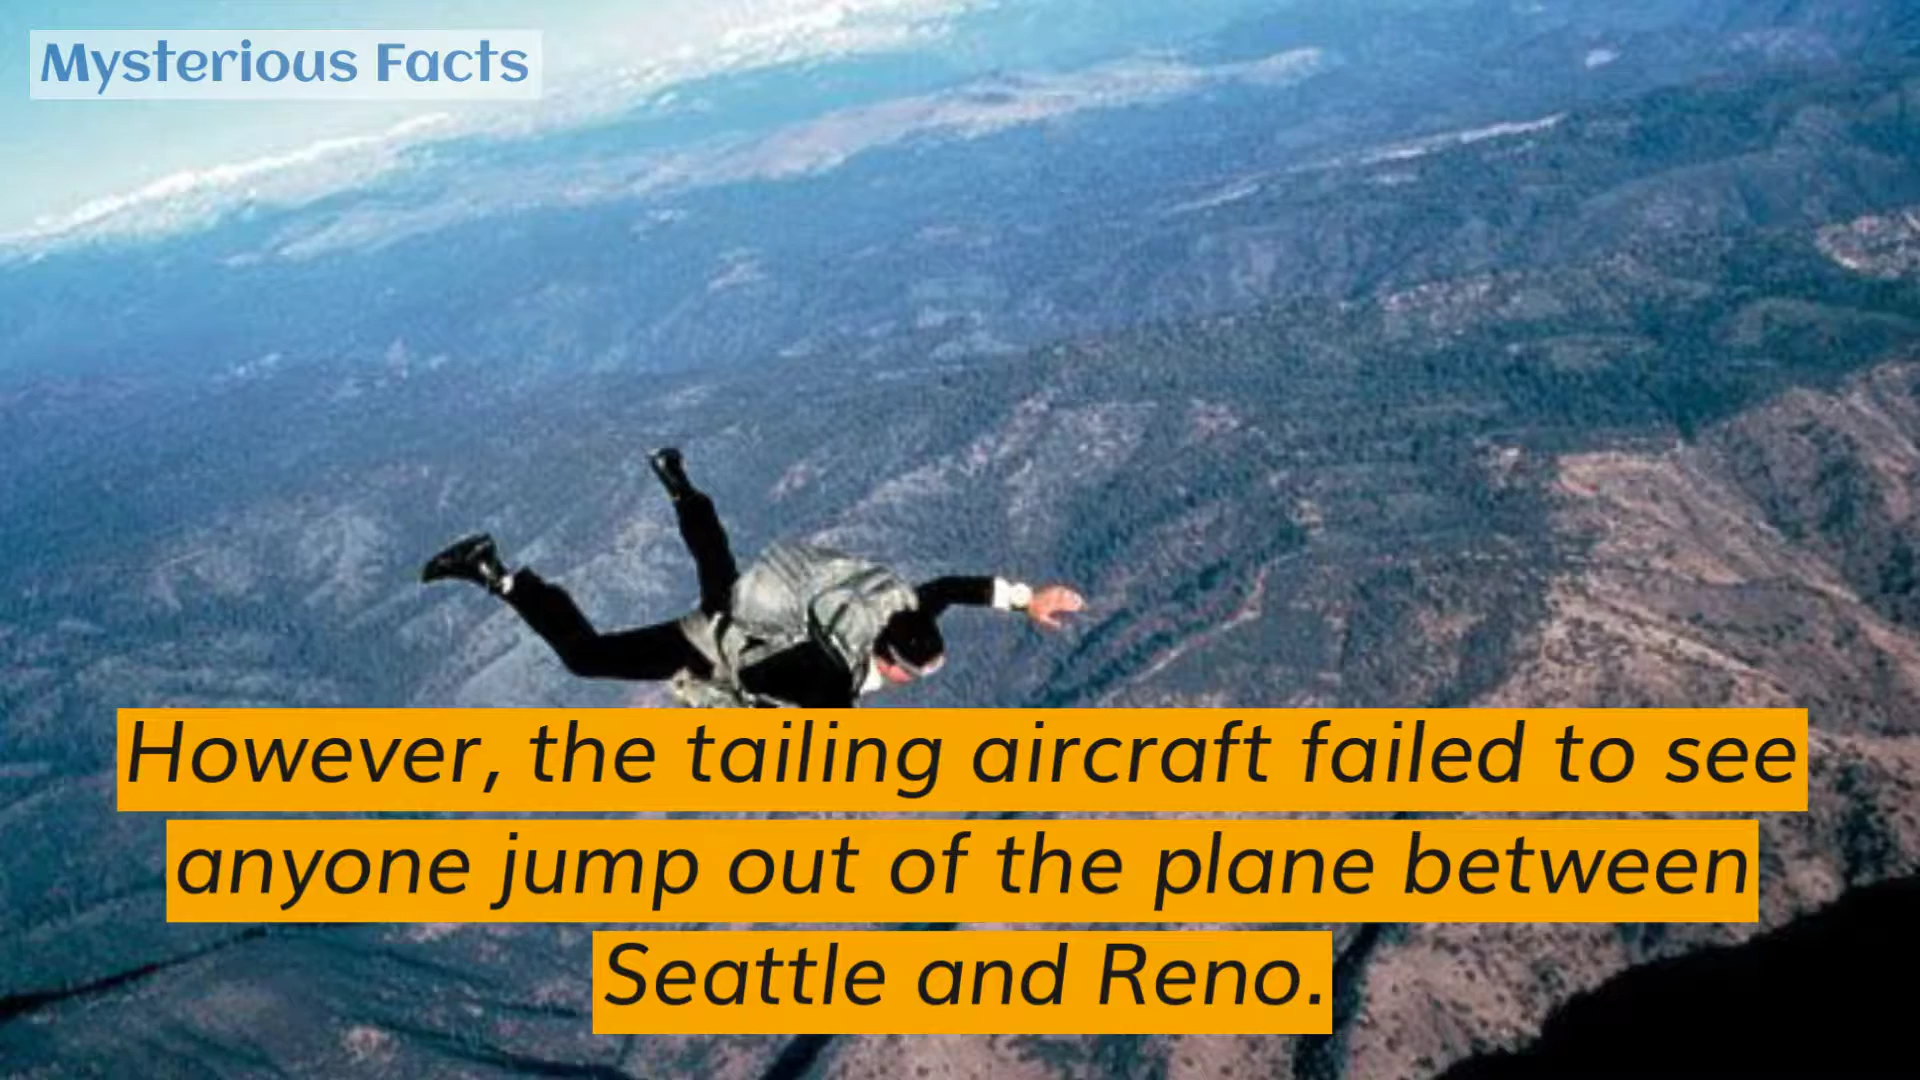 Mysterious Facts
However, the tailing aircraft failed to see
anyone jump out of the plane between
Seattle and Reno.